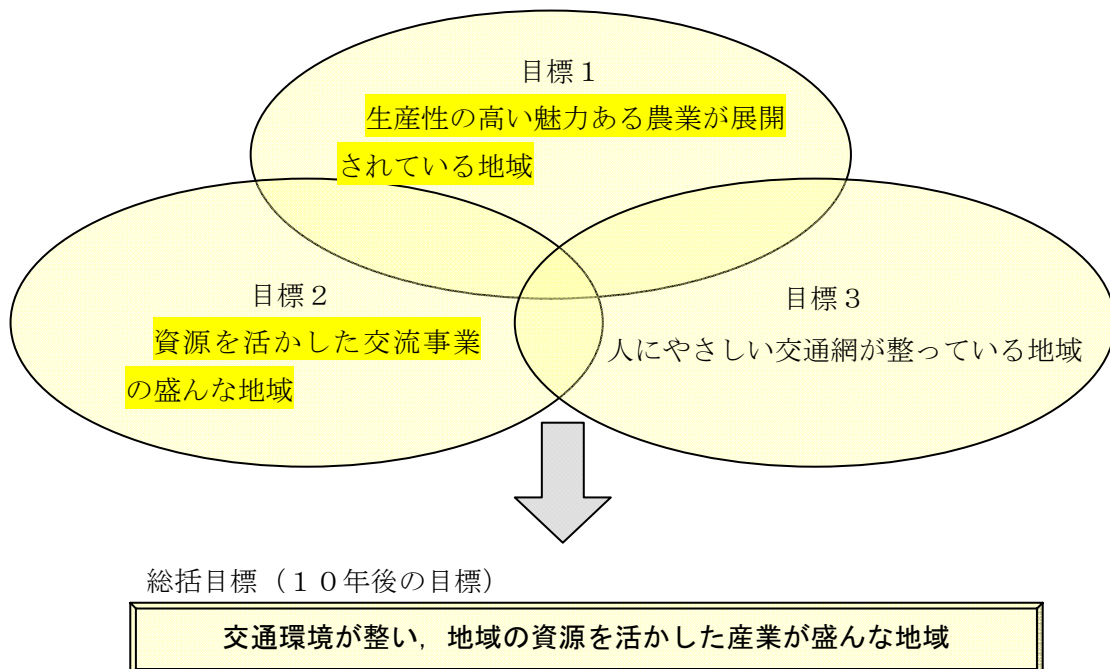 目標１
生産性の高い魅力ある農業が展開
されている地域
目標２
資源を活かした交流事業
の盛んな地域
目標３
人にやさしい交通網が整っている地域
総括目標（１０年後の目標）
交通環境が整い，地域の資源を活かした産業が盛んな地域